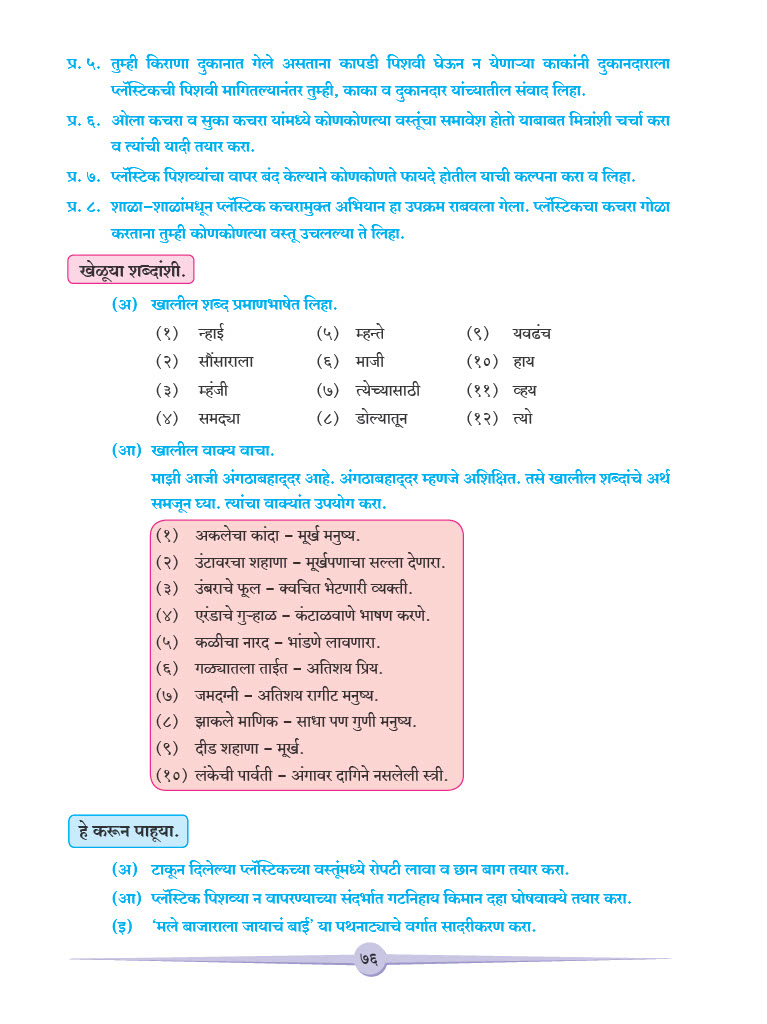 प्र. ५. तुम्ही किराणा दुकानात गेले असताना कापडी पिशवी घेऊन न येणाऱ्या काकांनी दुकानदाराला
प्लॅस्टिकची पिशवी मागितल्यानंतर तुम्ही, काका व दुकानदार यांच्यातील संवाद लिहा.
प्र. ६. ओला कचरा व सुका कचरा यांमध्ये कोणकोणत्या वस्तूंचा समावेश होतो याबाबत मित्रांशी चर्चा करा
व त्यांची यादी तयार करा.
प्र. ७. प्लॅस्टिक पिशव्यांचा वापर बंद केल्याने कोणकोणते फायदे होतील याची कल्पना करा व लिहा.
प्र. ८. शाळा–शाळांमधून प्लॅस्टिक कचरामुक्त अभियान हा उपक्रम राबवला गेला. प्लॅस्टिकचा कचरा गोळा
करताना तुम्ही कोणकोणत्या वस्तू उचलल्या ते लिहा.
खेळूया शब्दांशी.
(अ) खालील शब्द प्रमाणभाषेत लिहा.
(१) न्हाई (५) म्हन्ते (९) यवढंच
(२) सौंसाराला (६) माजी (१०) हाय
(३) म्हंजी (७) त्येच्यासाठी (११) व्हय
(४) समद्या (८) डोल्यातून (१२) त्यो
(आ) खालील वाक्य वाचा.
माझी आजी अंगठाबहाद्‌दर आहे. अंगठाबहाद्‌दर म्हणजे अशिक्षित. तसे खालील शब्दांचे अर्थ
समजून घ्या. त्यांचा वाक्यांत उपयोग करा.
(१) अकलेचा कांदा – मूर्ख मनुष्य.
(२) उंटावरचा शहाणा – मूर्खपणाचा सल्ला देणारा.
(३) उंबराचे फूल – क्वचित भेटणारी व्यक्ती.
(४) एरंडाचे गुऱ्हाळ – कंटाळवाणे भाषण करणे.
(५) कळीचा नारद – भांडणे लावणारा.
(६) गळ्यातला ताईत – अतिशय प्रिय.
(७) जमदग्नी – अतिशय रागीट मनुष्य.
(८) झाकले माणिक – साधा पण गुणी मनुष्य.
(९) दीड शहाणा – मूर्ख.
(१०) लंकेची पार्वती – अंगावर दागिने नसलेली स्त्री.
हे करून पाहूया.
(अ) टाकून दिलेल्या प्लॅस्टिकच्या वस्तूंमध्ये रोपटी लावा व छान बाग तयार करा.
(आ) प्लॅस्टिक पिशव्या न वापरण्याच्या संदर्भात गटनिहाय किमान दहा घोषवाक्ये तयार करा.
(इ) ‘मले बाजाराला जायाचं बाई’ या पथनाट्याचे वर्गात सादरीकरण करा.
७६